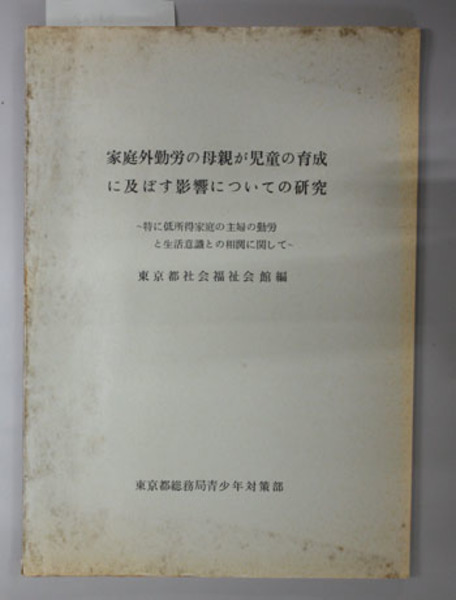 家庭外勤労の母親が児童の育成
に及ぼす影響についての研究
~特に低所得家庭の主婦の勤労
と生活意識との相関に関して~
東京都社会福祉会館編
東京都総務局青少年対策部